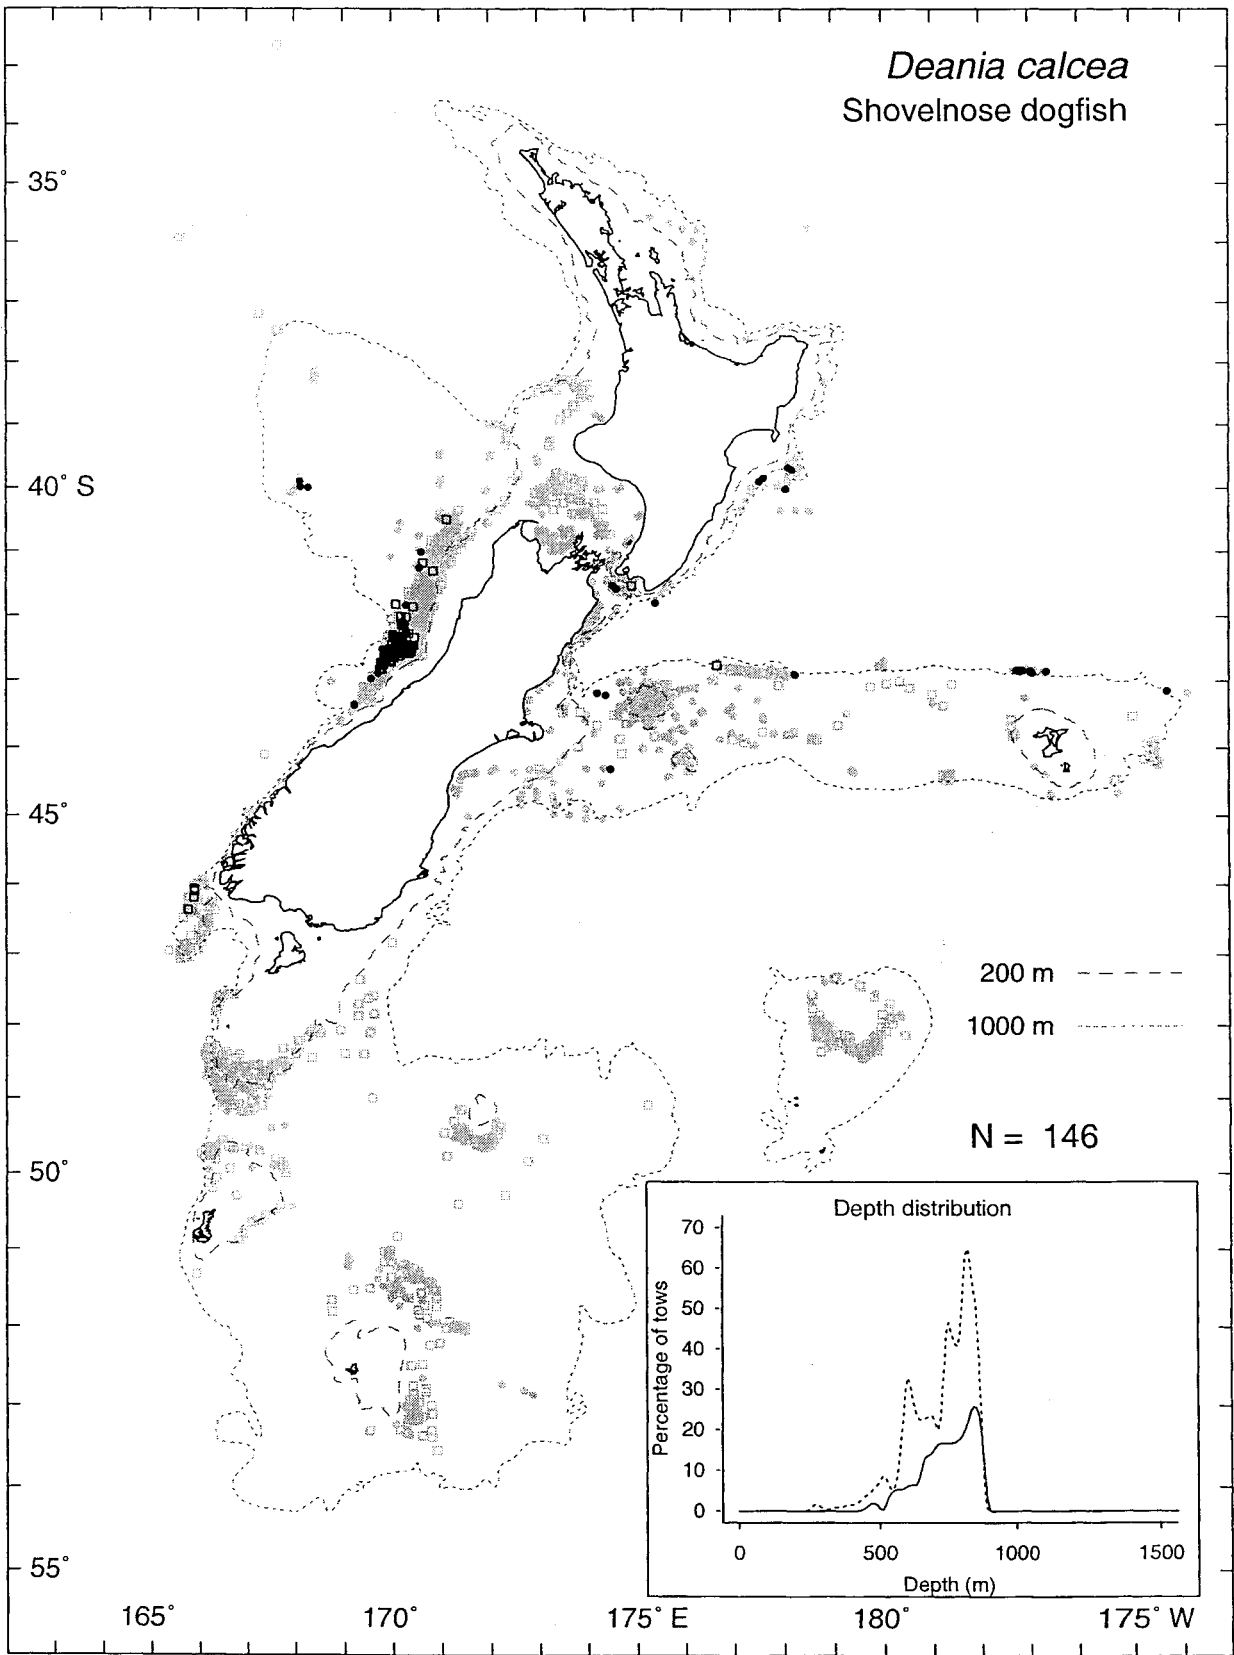 Deania calcea
Shovelnose dogfish
35°
40° S
45°
200 m
1000 m
N = 146
50°
Depth distribution
70
60
50
40
30
20
10
0
Percentage of tows
0 500 1000 1500
Depth (m)
55°
165° 170° 175° E 180° 175° W